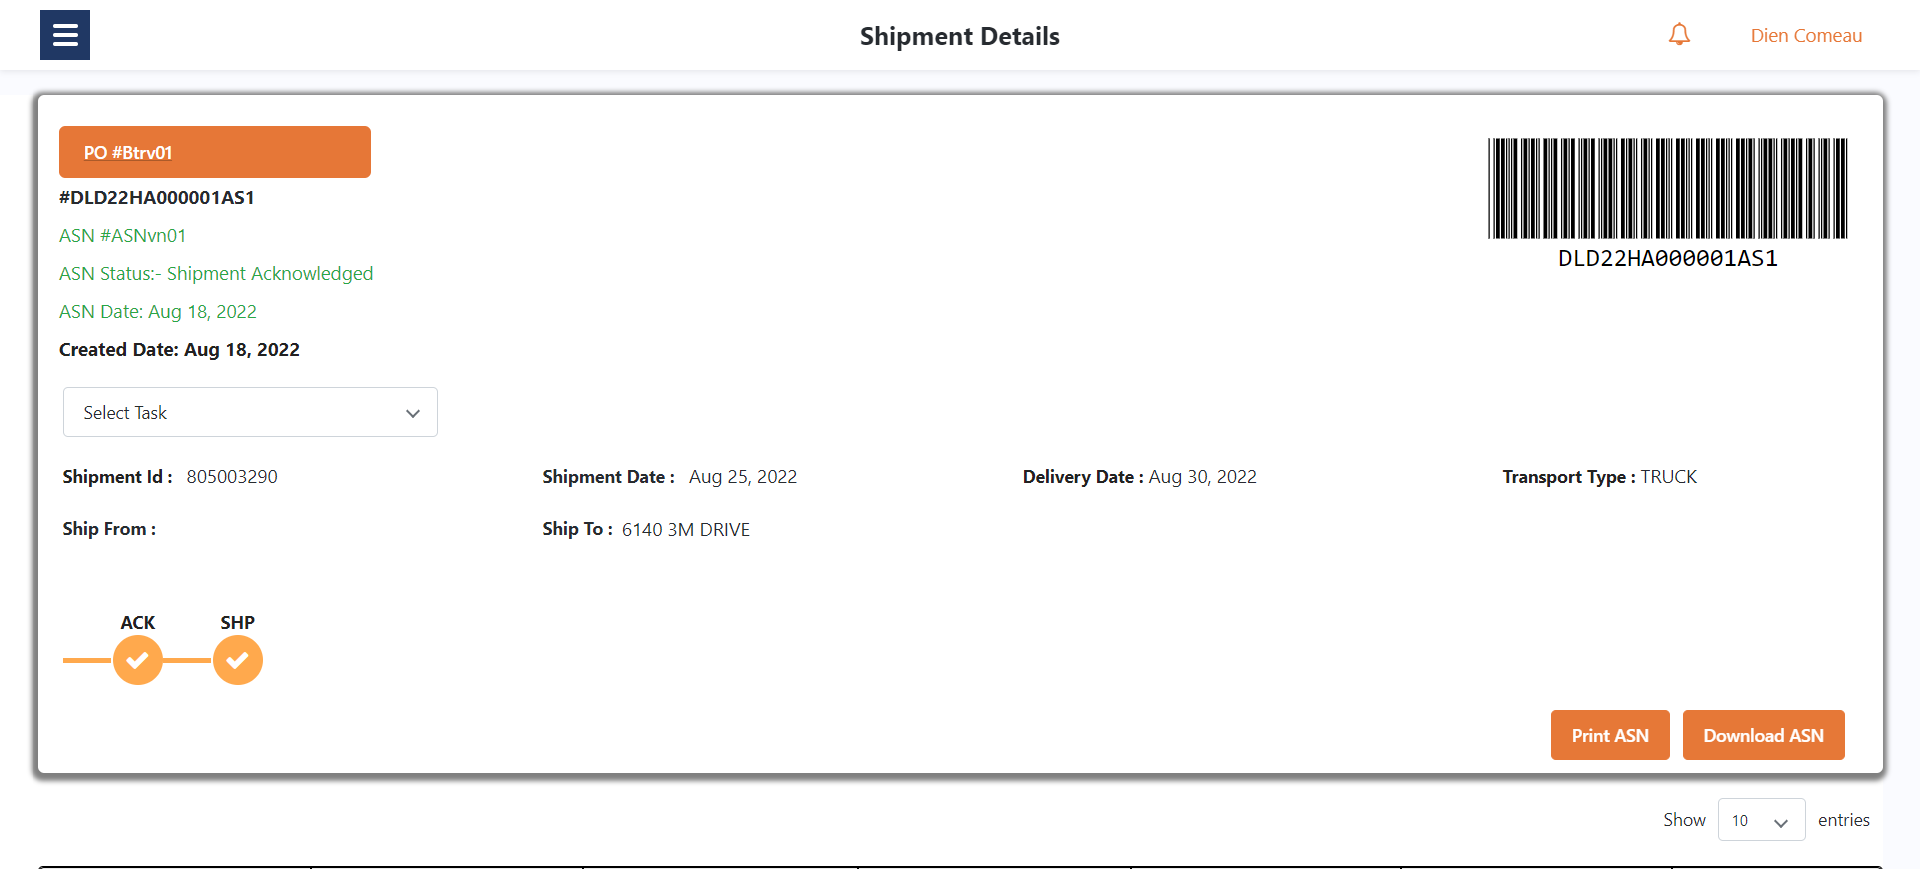 Shipment Details
Dien Comeau
PO #Btrv01
#DLD22HA000001AS1
ASN #ASNvn01
ASN Status:- Shipment Acknowledged
ASN Date: Aug 18, 2022
Created Date: Aug 18, 2022
DLD22HA000001AS1
Select Task
Shipment Id : 805003290 Shipment Date : Aug 25, 2022 Delivery Date : Aug 30, 2022 Transport Type : TRUCK
Ship From : Ship To : 6140 3M DRIVE
ACK SHP
Print ASN Download ASN
Show 10 entries